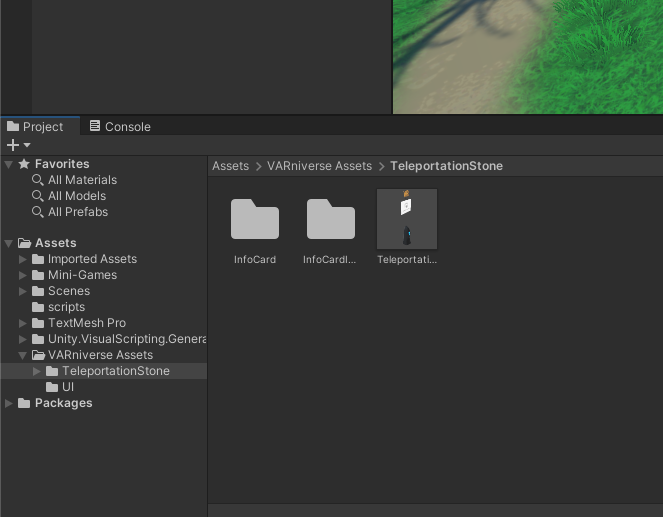 Project
Console
Favorites
All Materials
All Models
All Prefabs
Assets
Imported Assets
Mini-Games
Scenes
scripts
TextMesh Pro
Unity.VisualScripting.Genera
VARniverse Assets
TeleportationStone
UI
Packages
Assets > VARniverse Assets > TeleportationStone
InfoCard
InfoCardI...
Teleportati...